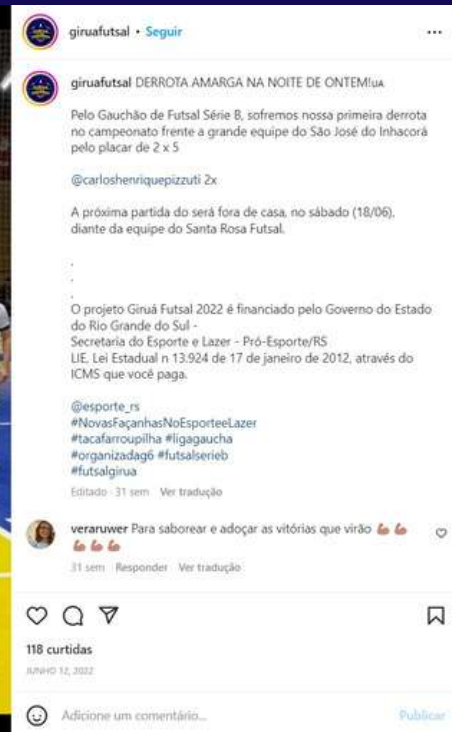 giruafutsal • Seguir
giruafutsal DERROTA AMARGA NA NOITE DE ONTEM!UA
Pelo Gauchão de Futsal Série B, sofremos nossa primeira derrota
no campeonato frente a grande equipe do São José do Inhacorá
pelo placar de 2 x 5
@carloshenriquepizzuti 2x
A próxima partida do será fora de casa, no sábado (18/06),
diante da equipe do Santa Rosa Futsal.
.
.
.
O projeto Giruá Futsal 2022 é financiado pelo Governo do Estado
do Rio Grande do Sul -
Secretaria do Esporte e Lazer - Pró-Esporte/RS
LIE, Lei Estadual n 13.924 de 17 de janeiro de 2012, através do
ICMS que você paga.
@esporte_rs
#NovasFaçanhasNoEsporteeLazer
#tacafarroupilha #ligagaucha
#organizadag6 #futsalserieb
#futsalgirua
Editado · 31 sem Ver tradução
veraruwer Para saborear e adoçar as vitórias que virão 💪🏽 💪🏽
💪🏽 💪🏽 💪🏽
31 sem Responder Ver tradução
118 curtidas
JUNHO 12, 2022
Adicione um comentário... Publicar